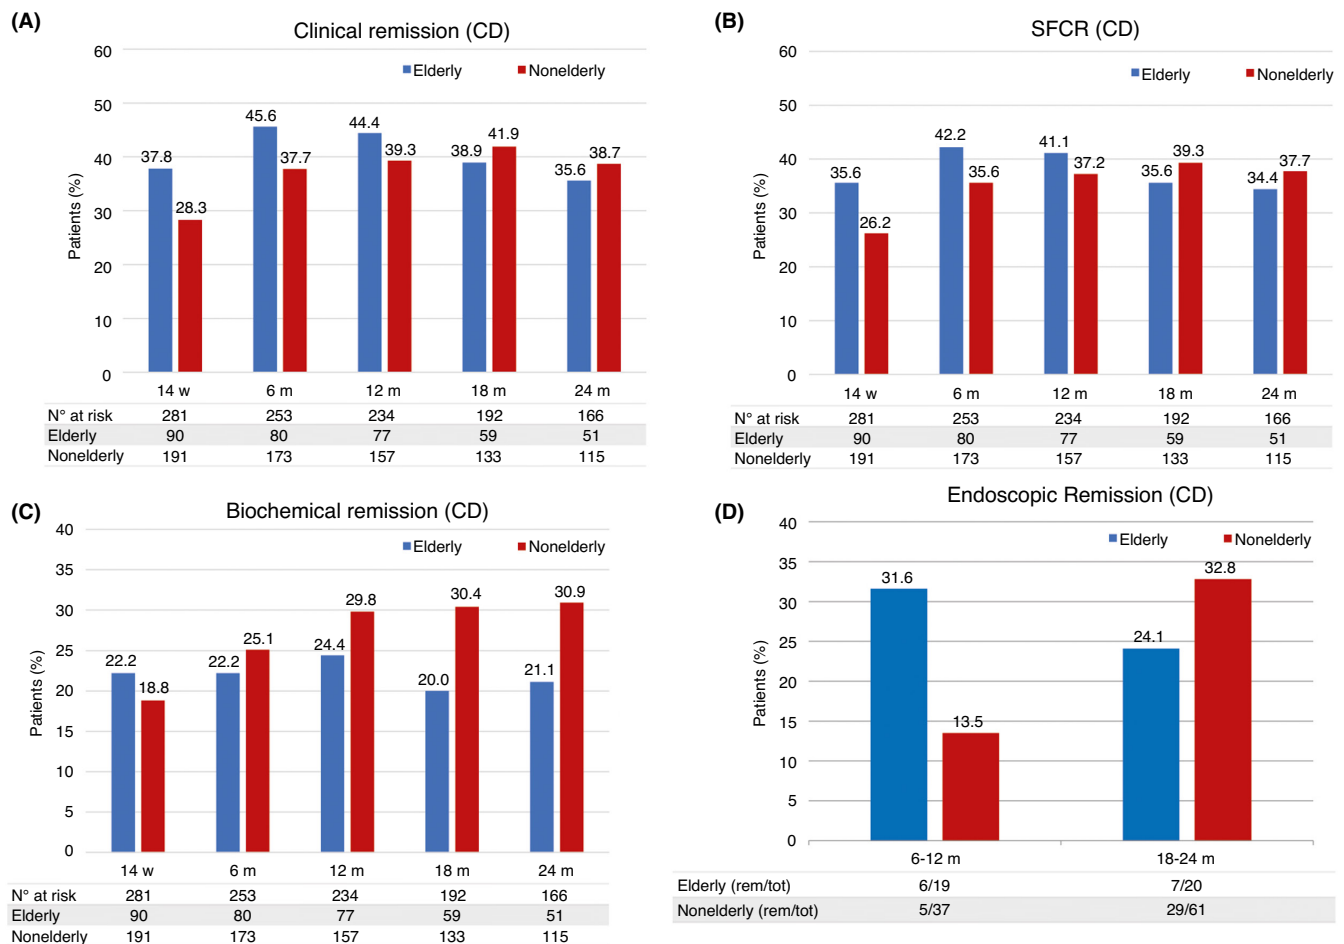 (A)
Clinical remission (CD)
Elderly Nonelderly
Patients (%)
60
50
40
30
20
10
0
37.8 28.3 45.6 37.7 44.4 39.3 38.9 41.9 35.6 38.7
14 w 6 m 12 m 18 m 24 m
N° at risk 281 253 234 192 166
Elderly 90 80 77 59 51
Nonelderly 191 173 157 133 115
(B)
SFCR (CD)
Elderly Nonelderly
Patients (%)
60
50
40
30
20
10
0
35.6 26.2 42.2 35.6 41.1 37.2 35.6 39.3 34.4 37.7
14 w 6 m 12 m 18 m 24 m
N° at risk 281 253 234 192 166
Elderly 90 80 77 59 51
Nonelderly 191 173 157 133 115
(C)
Biochemical remission (CD)
Elderly Nonelderly
Patients (%)
40
35
30
25
20
15
10
5
0
22.2 18.8 22.2 25.1 24.4 29.8 20.0 30.4 21.1 30.9
14 w 6 m 12 m 18 m 24 m
N° at risk 281 253 234 192 166
Elderly 90 80 77 59 51
Nonelderly 191 173 157 133 115
(D)
Endoscopic Remission (CD)
Elderly Nonelderly
Patients (%)
40
35
30
25
20
15
10
5
0
31.6 13.5 24.1 32.8
6-12 m 18-24 m
Elderly (rem/tot) 6/19 7/20
Nonelderly (rem/tot) 5/37 29/61